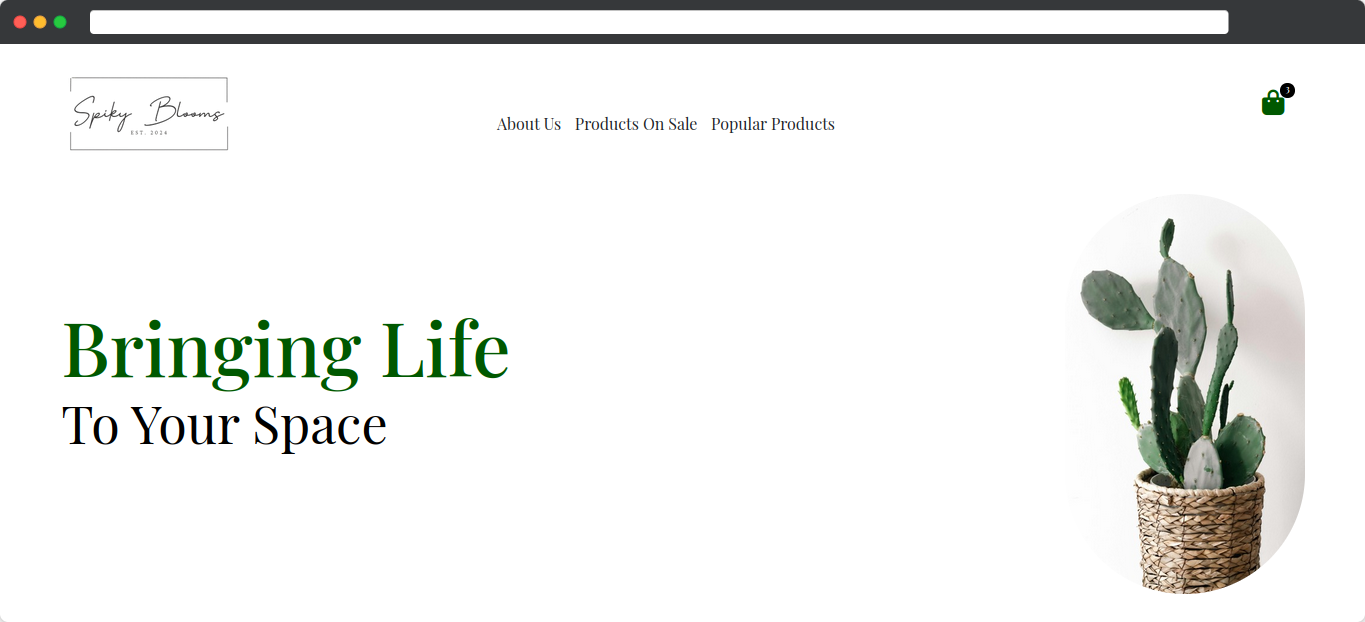 Spiky Blooms
EST. 2024
About Us Products On Sale Popular Products
3
Bringing Life
To Your Space